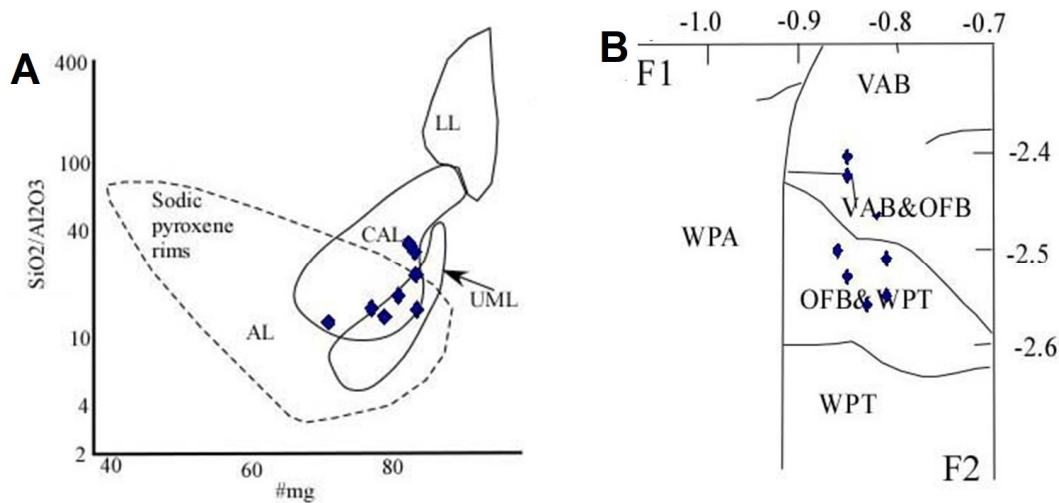 A
SiO2/Al2O3
400
100
40
10
4
2
40
60
80
#mg
LL
Sodic
pyroxene
rims
CAL
UML
AL
B
-1.0
-0.9
-0.8
-0.7
F1
VAB
-2.4
VAB&OFB
WPA
-2.5
OFB& WPT
-2.6
WPT
F2